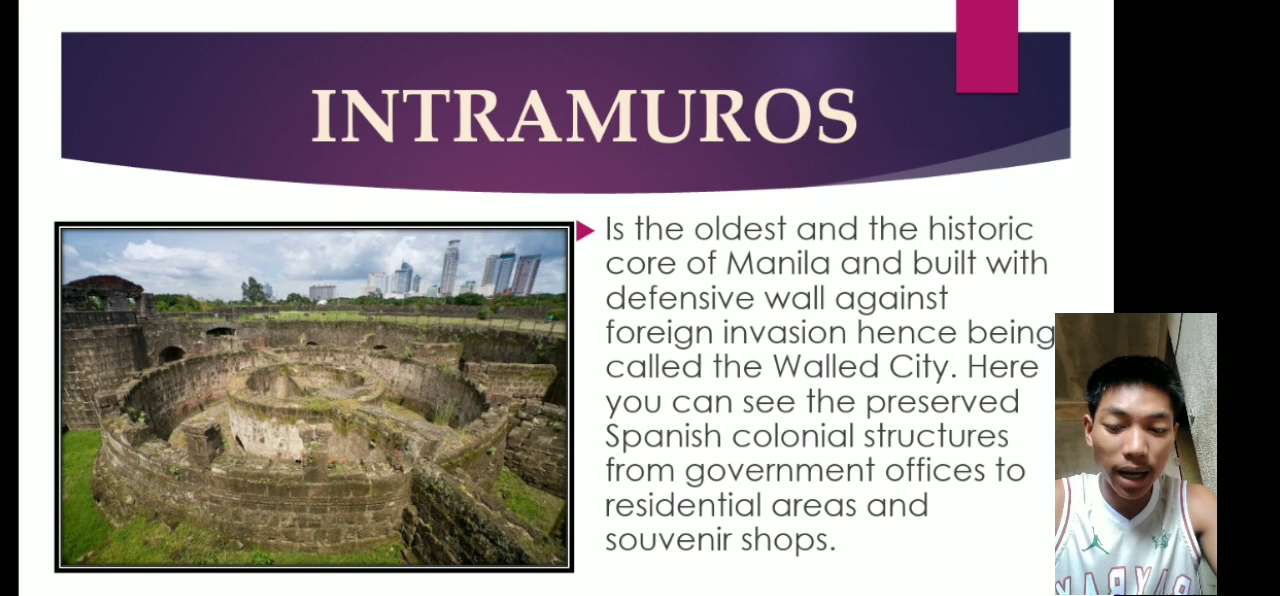 INTRAMUROS
Is the oldest and the historic
core of Manila and built with
defensive wall against
foreign invasion hence being
called the Walled City. Here
you can see the preserved
Spanish colonial structures
from government offices to
residential areas and
souvenir shops.